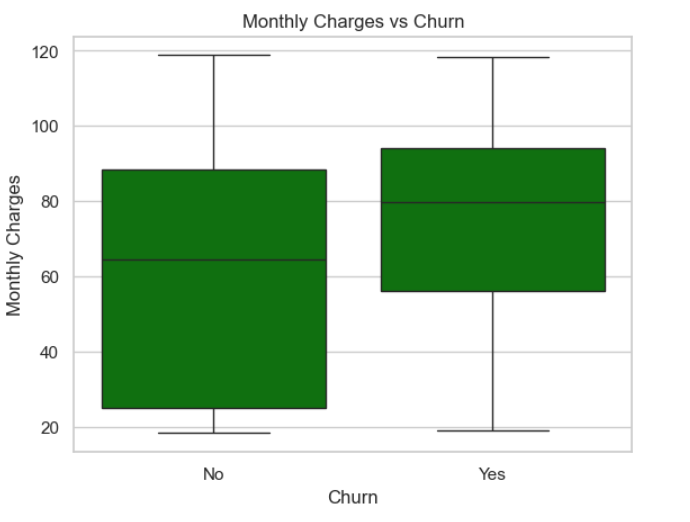 Monthly Charges vs Churn
Monthly Charges
120
100
80
60
40
20
No
Yes
Churn